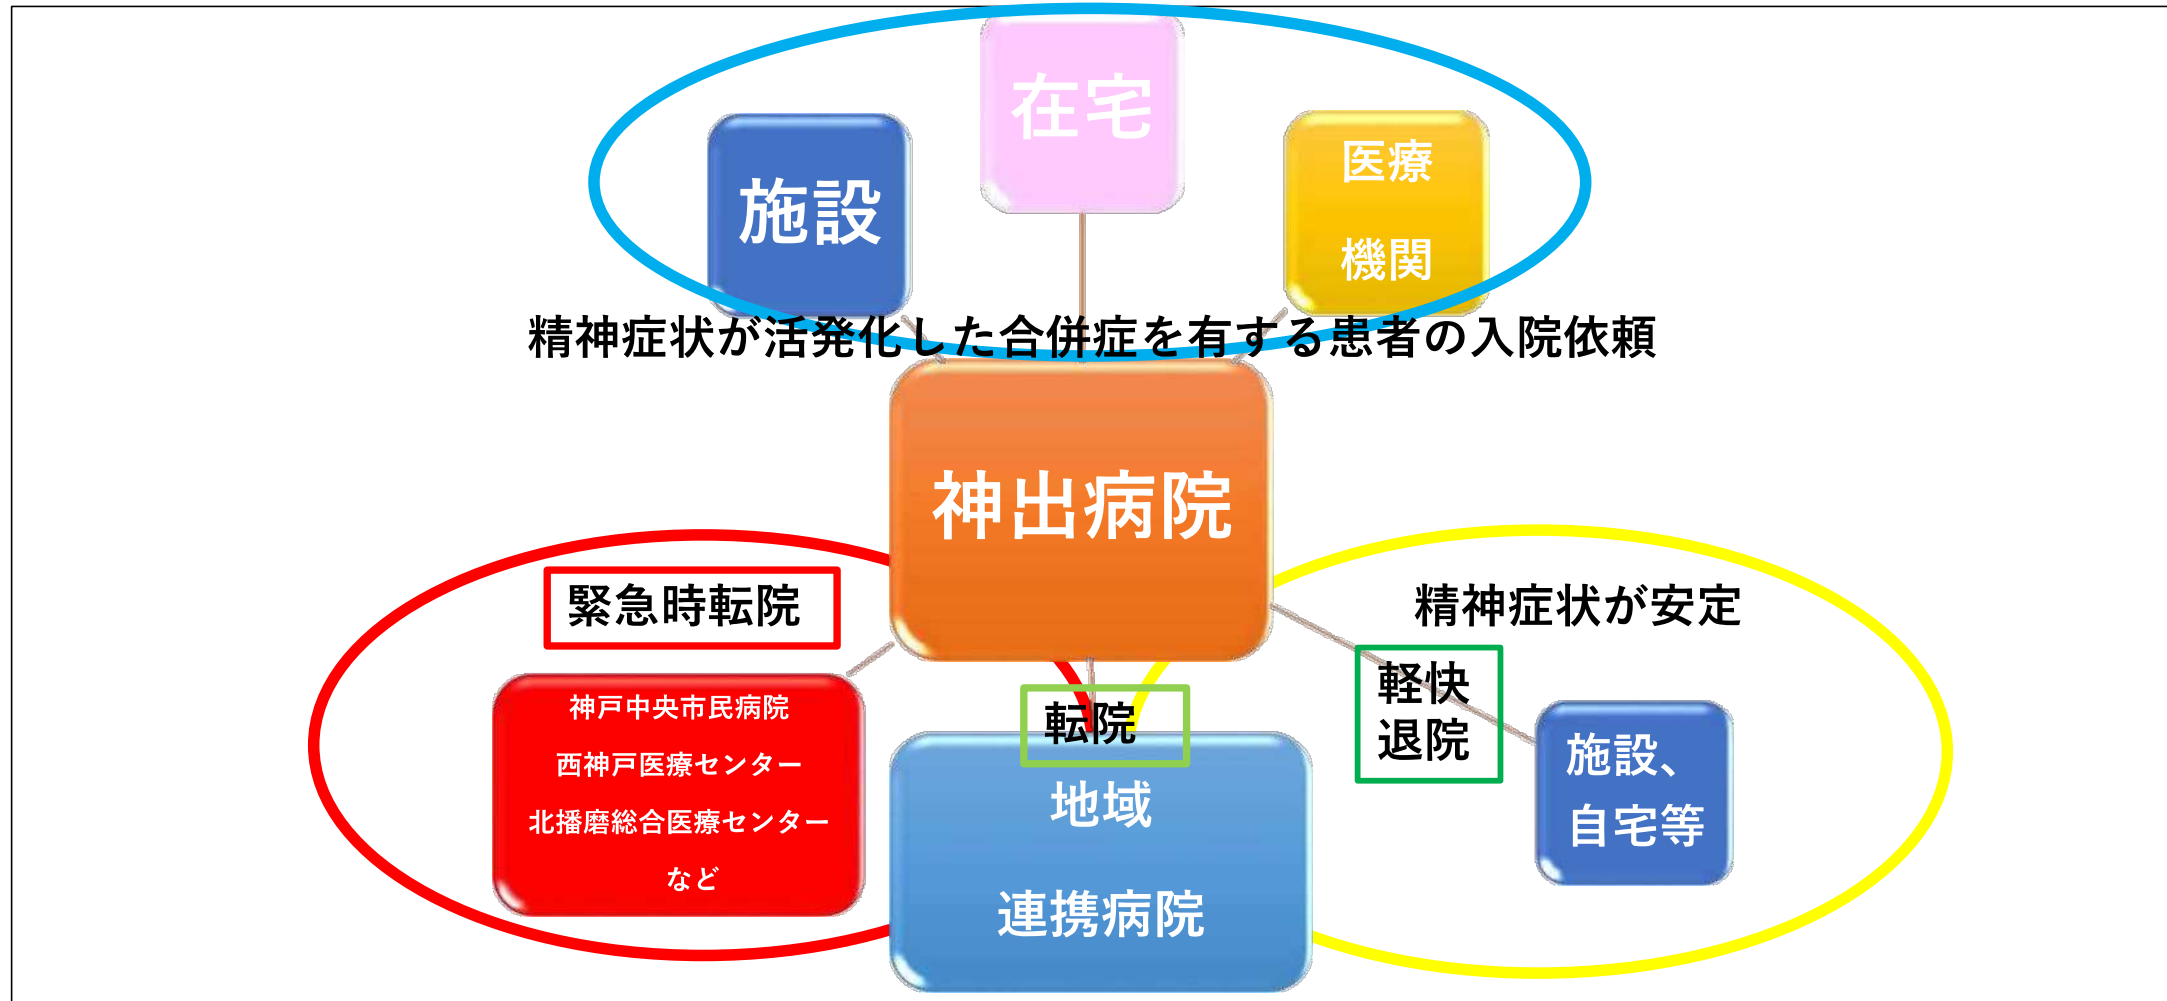 在宅
施設
医療
機関
精神症状が活発化した合併症を有する患者の入院依頼
神出病院
緊急時転院
神戸中央市民病院
西神戸医療センター
北播磨総合医療センター
など
転院
地域
連携病院
精神症状が安定
軽快
退院
施設、
自宅等